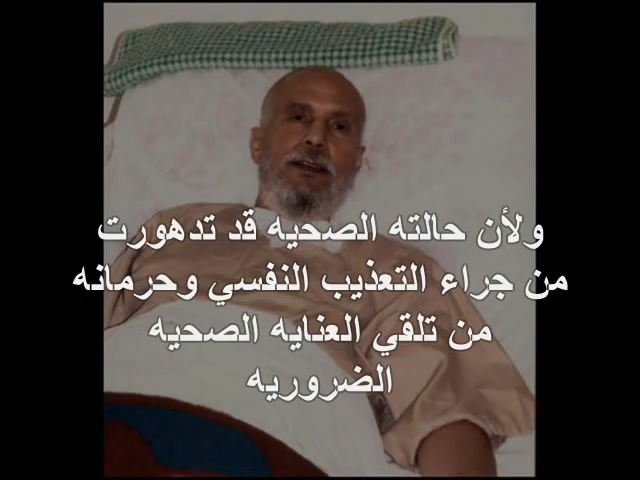 ولأن حالته الصحيه قد تدهورت
من جراء التعذيب النفسي وحرمانه
من تلقي العنايه الصحيه
الضروريه